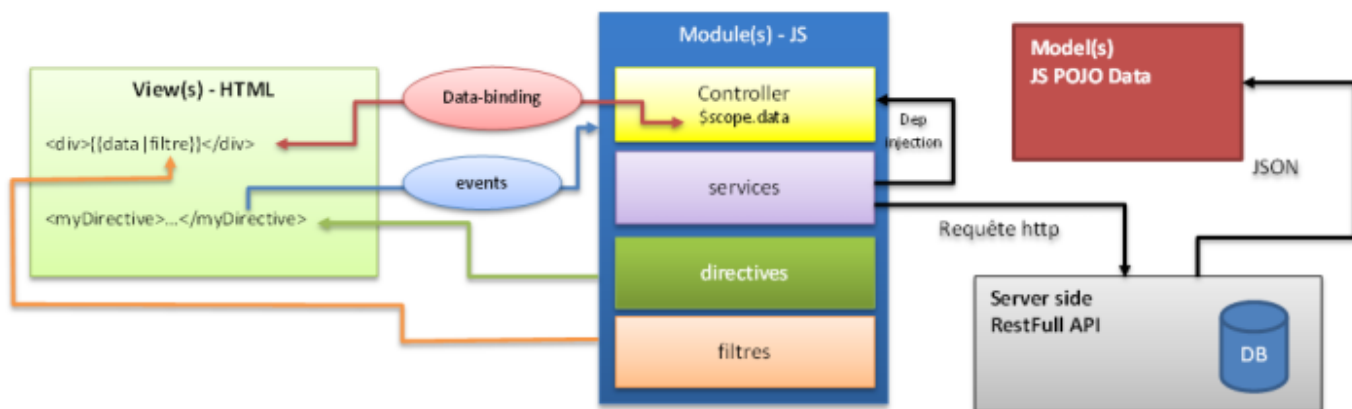 View(s) - HTML
<div>{{data|filtre}}</div>
<myDirective>...</myDirective>
Data-binding
events
Module(s) - JS
Controller
$scope.data
services
directives
filtres
Dep
injection
Requête http
Model(s)
JS POJO Data
JSON
Server side
RestFull API
DB